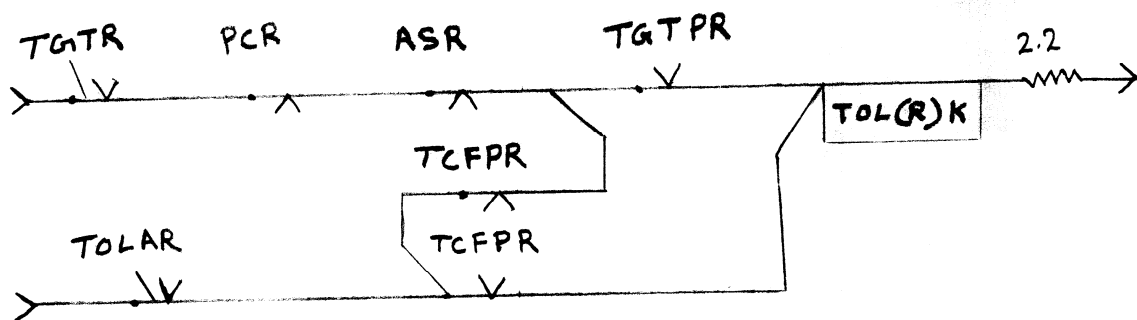 TGTR PCR ASR TGTPR 2.2
TOL(R)K
TCFPR
TOLAR TCFPR